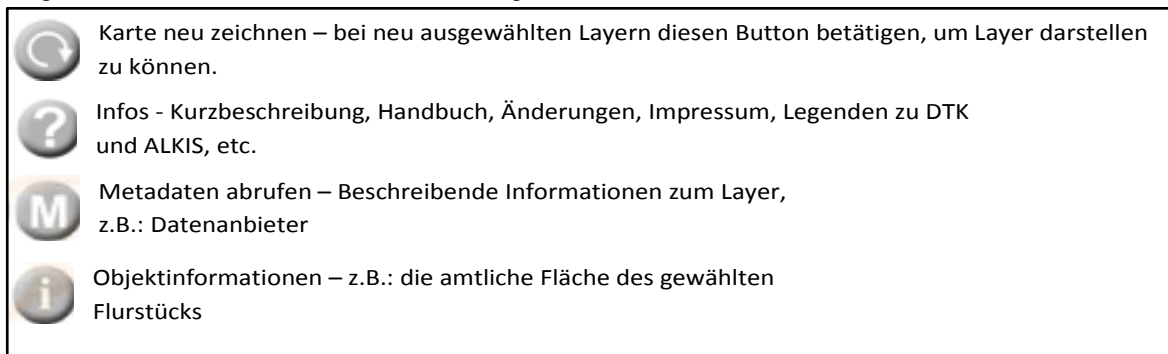 Karte neu zeichnen – bei neu ausgewählten Layern diesen Button betätigen, um Layer darstellen
zu können.
?
Infos - Kurzbeschreibung, Handbuch, Änderungen, Impressum, Legenden zu DTK
und ALKIS, etc.
M
Metadaten abrufen – Beschreibende Informationen zum Layer,
z.B.: Datenanbieter
i
Objektinformationen – z.B.: die amtliche Fläche des gewählten
Flurstücks